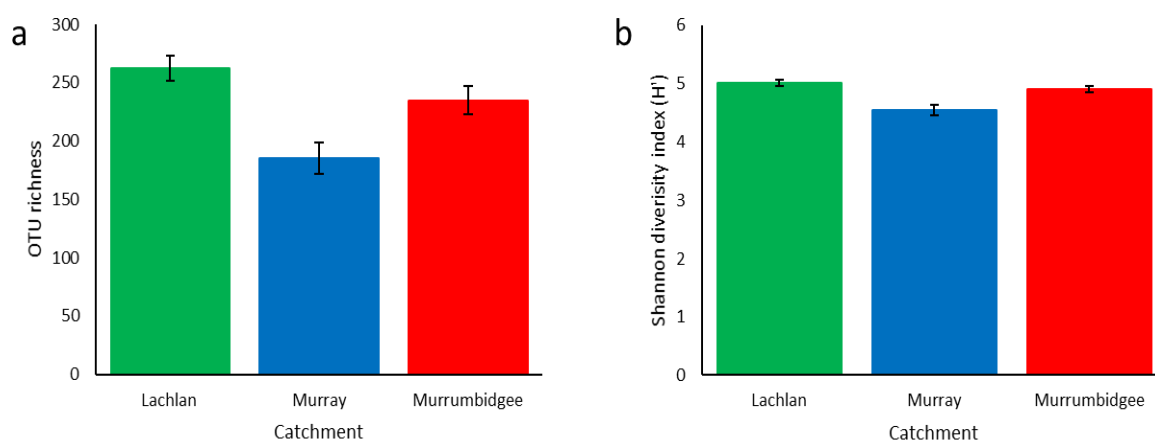 a
300
250
200
150
100
50
0
OTU richness
Lachlan Murray Murrumbidgee
Catchment
b
6
5
4
3
2
1
0
Shannon diverisity index (H')
Lachlan Murray Murrumbidgee
Catchment